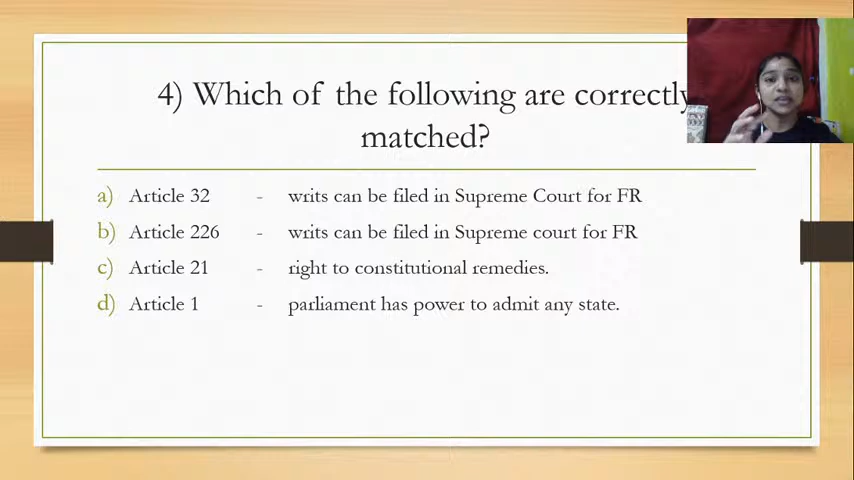 4) Which of the following are correctly
matched?
a) Article 32 - writs can be filed in Supreme Court for FR
b) Article 226 - writs can be filed in Supreme court for FR
c) Article 21 - right to constitutional remedies.
d) Article 1 - parliament has power to admit any state.